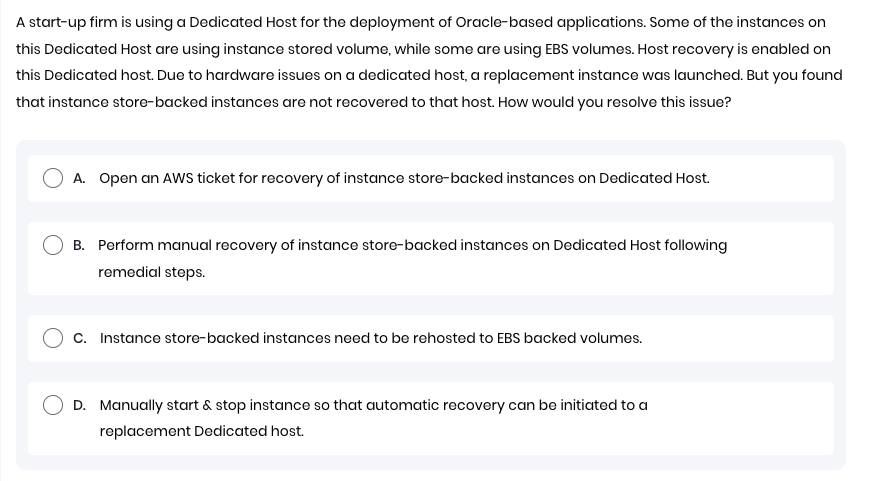 A start-up firm is using a Dedicated Host for the deployment of Oracle-based applications. Some of the instances on
this Dedicated Host are using instance stored volume, while some are using EBS volumes. Host recovery is enabled on
this Dedicated host. Due to hardware issues on a dedicated host, a replacement instance was launched. But you found
that instance store-backed instances are not recovered to that host. How would you resolve this issue?
A. Open an AWS ticket for recovery of instance store-backed instances on Dedicated Host.
B. Perform manual recovery of instance store-backed instances on Dedicated Host following
remedial steps.
C. Instance store-backed instances need to be rehosted to EBS backed volumes.
D. Manually start & stop instance so that automatic recovery can be initiated to a
replacement Dedicated host.